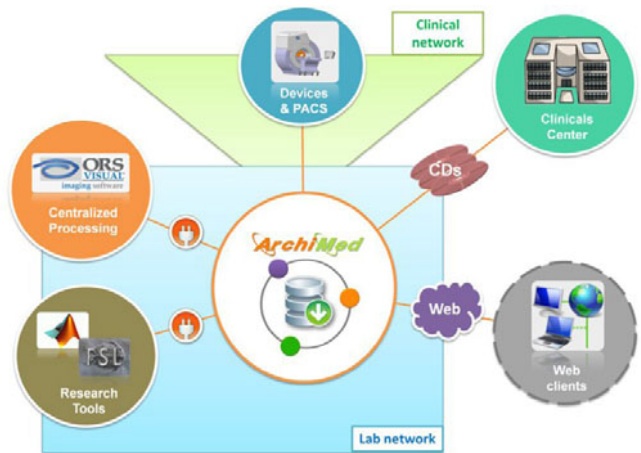 Clinical
network
Devices
& PACS
Clinicals
Center
CDs
ORS
VISUAL
imaging software
Centralized
Processing
ArchiMed
FSL
Research
Tools
Web
Web
clients
Lab network